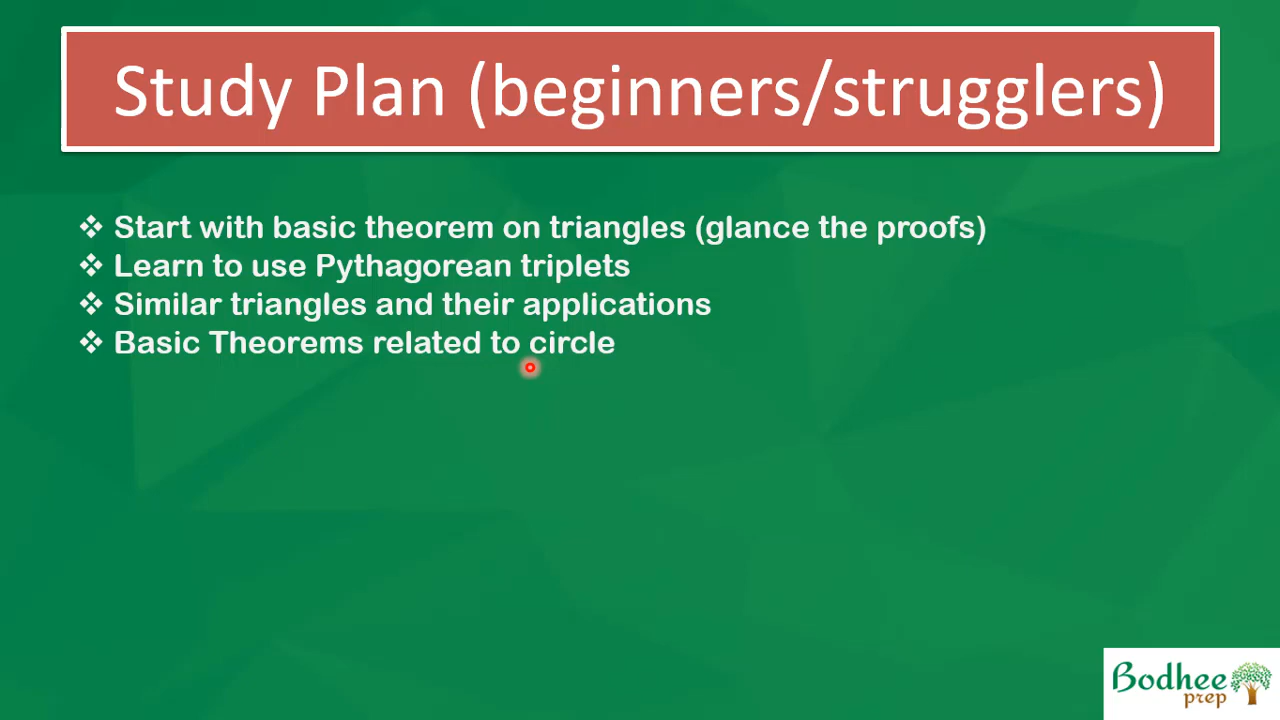 Study Plan (beginners/strugglers)
❖ Start with basic theorem on triangles (glance the proofs)
❖ Learn to use Pythagorean triplets
❖ Similar triangles and their applications
❖ Basic Theorems related to circle
Bodhee
prep